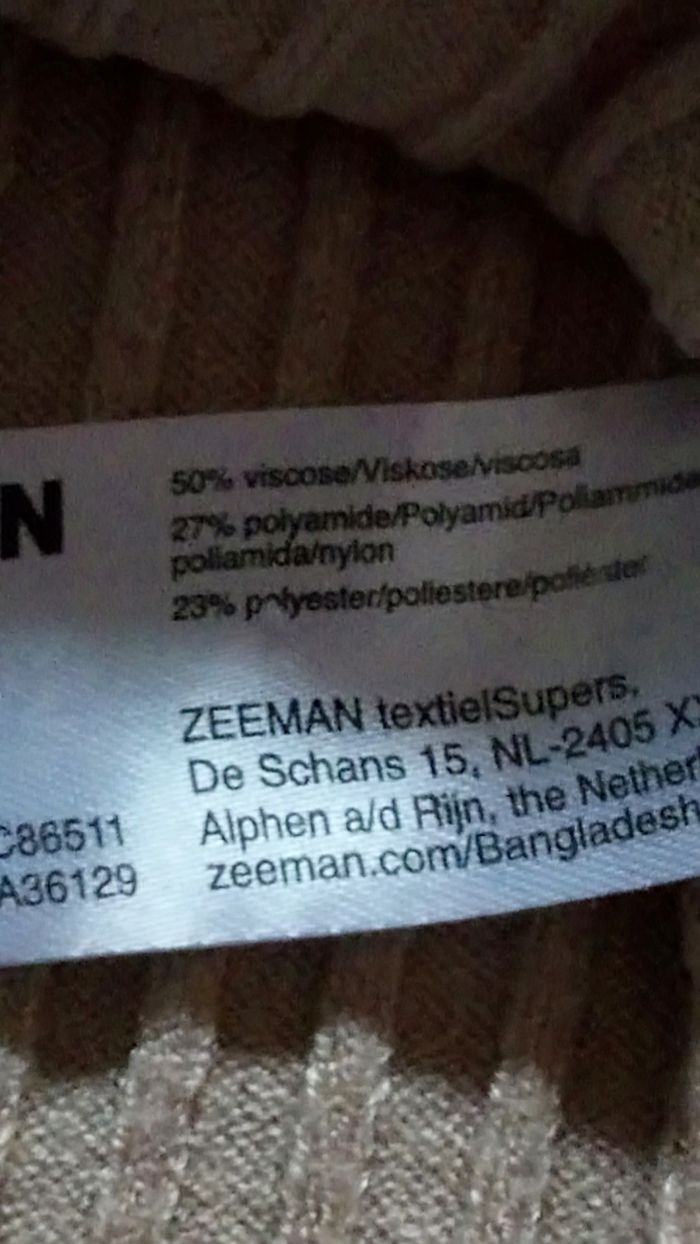 N
50% viscose/Viskose/viscosa
27% polyamide/Polyamid/Poliammide
poliamida/nylon
23% polyester/poliestere/poliéster
ZEEMAN textielSupers,
De Schans 15, NL-2405 X
Alphen a/d Rijn, the Nether
zeeman.com/Bangladesh
C86511
A36129